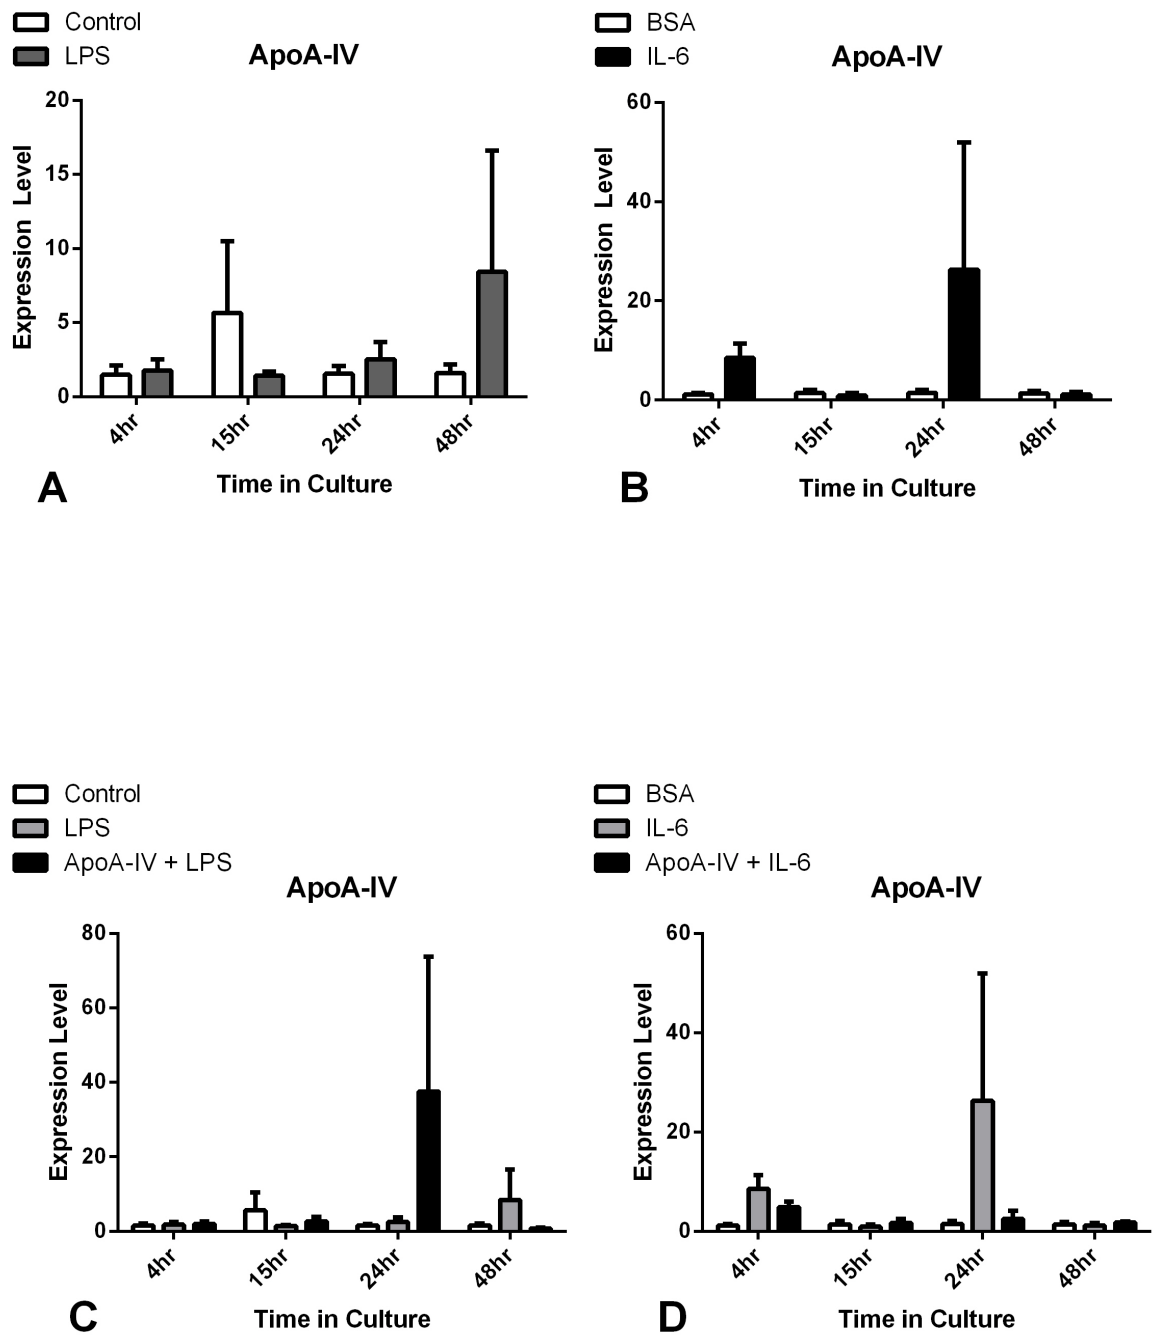 Control
LPS
ApoA-IV
20
15
10
5
0
Expression Level
4hr
15hr
24hr
48hr
Time in Culture
A
BSA
IL-6
ApoA-IV
60
40
20
0
Expression Level
4hr
15hr
24hr
48hr
Time in Culture
B
Control
LPS
ApoA-IV + LPS
ApoA-IV
80
60
40
20
0
Expression Level
4hr
15hr
24hr
48hr
Time in Culture
C
BSA
IL-6
ApoA-IV + IL-6
ApoA-IV
60
40
20
0
Expression Level
4hr
15hr
24hr
48hr
Time in Culture
D